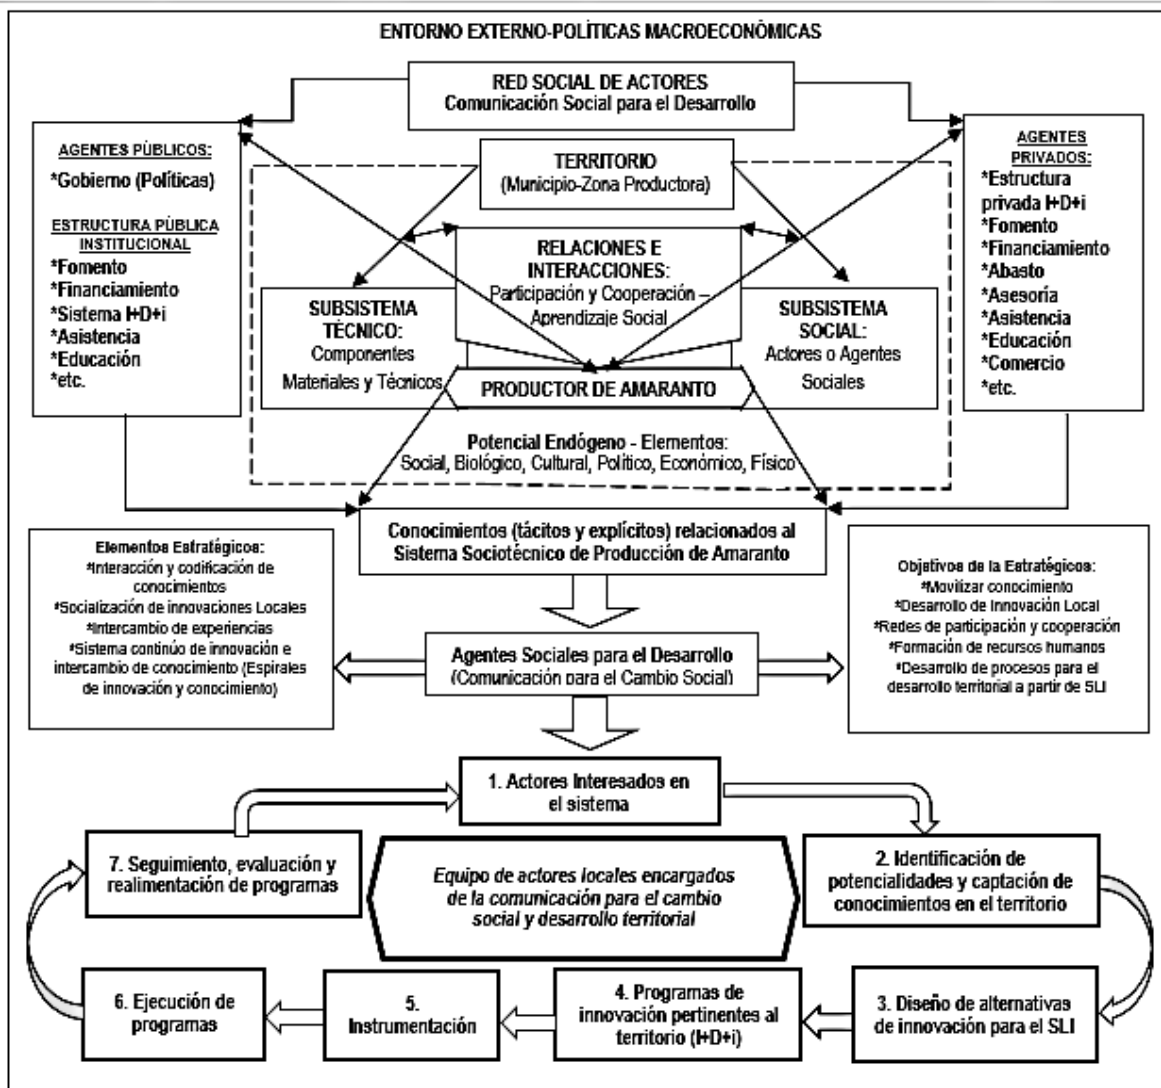 ENTORNO EXTERNO-POLÍTICAS MACROECONÓMICAS
RED SOCIAL DE ACTORES
Comunicación Social para el Desarrollo
AGENTES PÚBLICOS:
*Gobierno (Políticas)
ESTRUCTURA PÚBLICA
INSTITUCIONAL
*Fomento
*Financiamiento
*Sistema I+D+i
*Asistencia
*Educación
*etc.
TERRITORIO
(Municipio-Zona Productora)
RELACIONES E
INTERACCIONES:
Participación y Cooperación –
Aprendizaje Social
SUBSISTEMA
TÉCNICO:
Componentes
Materiales y Técnicos
SUBSISTEMA
SOCIAL:
Actores o Agentes
Sociales
PRODUCTOR DE AMARANTO
Potencial Endógeno - Elementos:
Social, Biológico, Cultural, Político, Económico, Físico
AGENTES
PRIVADOS:
*Estructura
privada I+D+i
*Fomento
*Financiamiento
*Abasto
*Asesoría
*Asistencia
*Educación
*Comercio
*etc.
Conocimientos (tácitos y explícitos) relacionados al
Sistema Sociotécnico de Producción de Amaranto
Elementos Estratégicos:
*Interacción y codificación de
conocimientos
*Socialización de innovaciones Locales
*Intercambio de experiencias
*Sistema continúo de innovación e
intercambio de conocimiento (Espirales
de innovación y conocimiento)
Agentes Sociales para el Desarrollo
(Comunicación para el Cambio Social)
Objetivos de la Estratégicos:
*Movilizar conocimiento
*Desarrollo de Innovación Local
*Redes de participación y cooperación
*Formación de recursos humanos
*Desarrollo de procesos para el
desarrollo territorial a partir de SLI
1. Actores Interesados en
el sistema
2. Identificación de
potencialidades y captación de
conocimientos en el territorio
3. Diseño de alternativas
de innovación para el SLI
4. Programas de
innovación pertinentes al
territorio (I+D+i)
5.
Instrumentación
6. Ejecución de
programas
7. Seguimiento, evaluación y
realimentación de programas
Equipo de actores locales encargados
de la comunicación para el cambio
social y desarrollo territorial